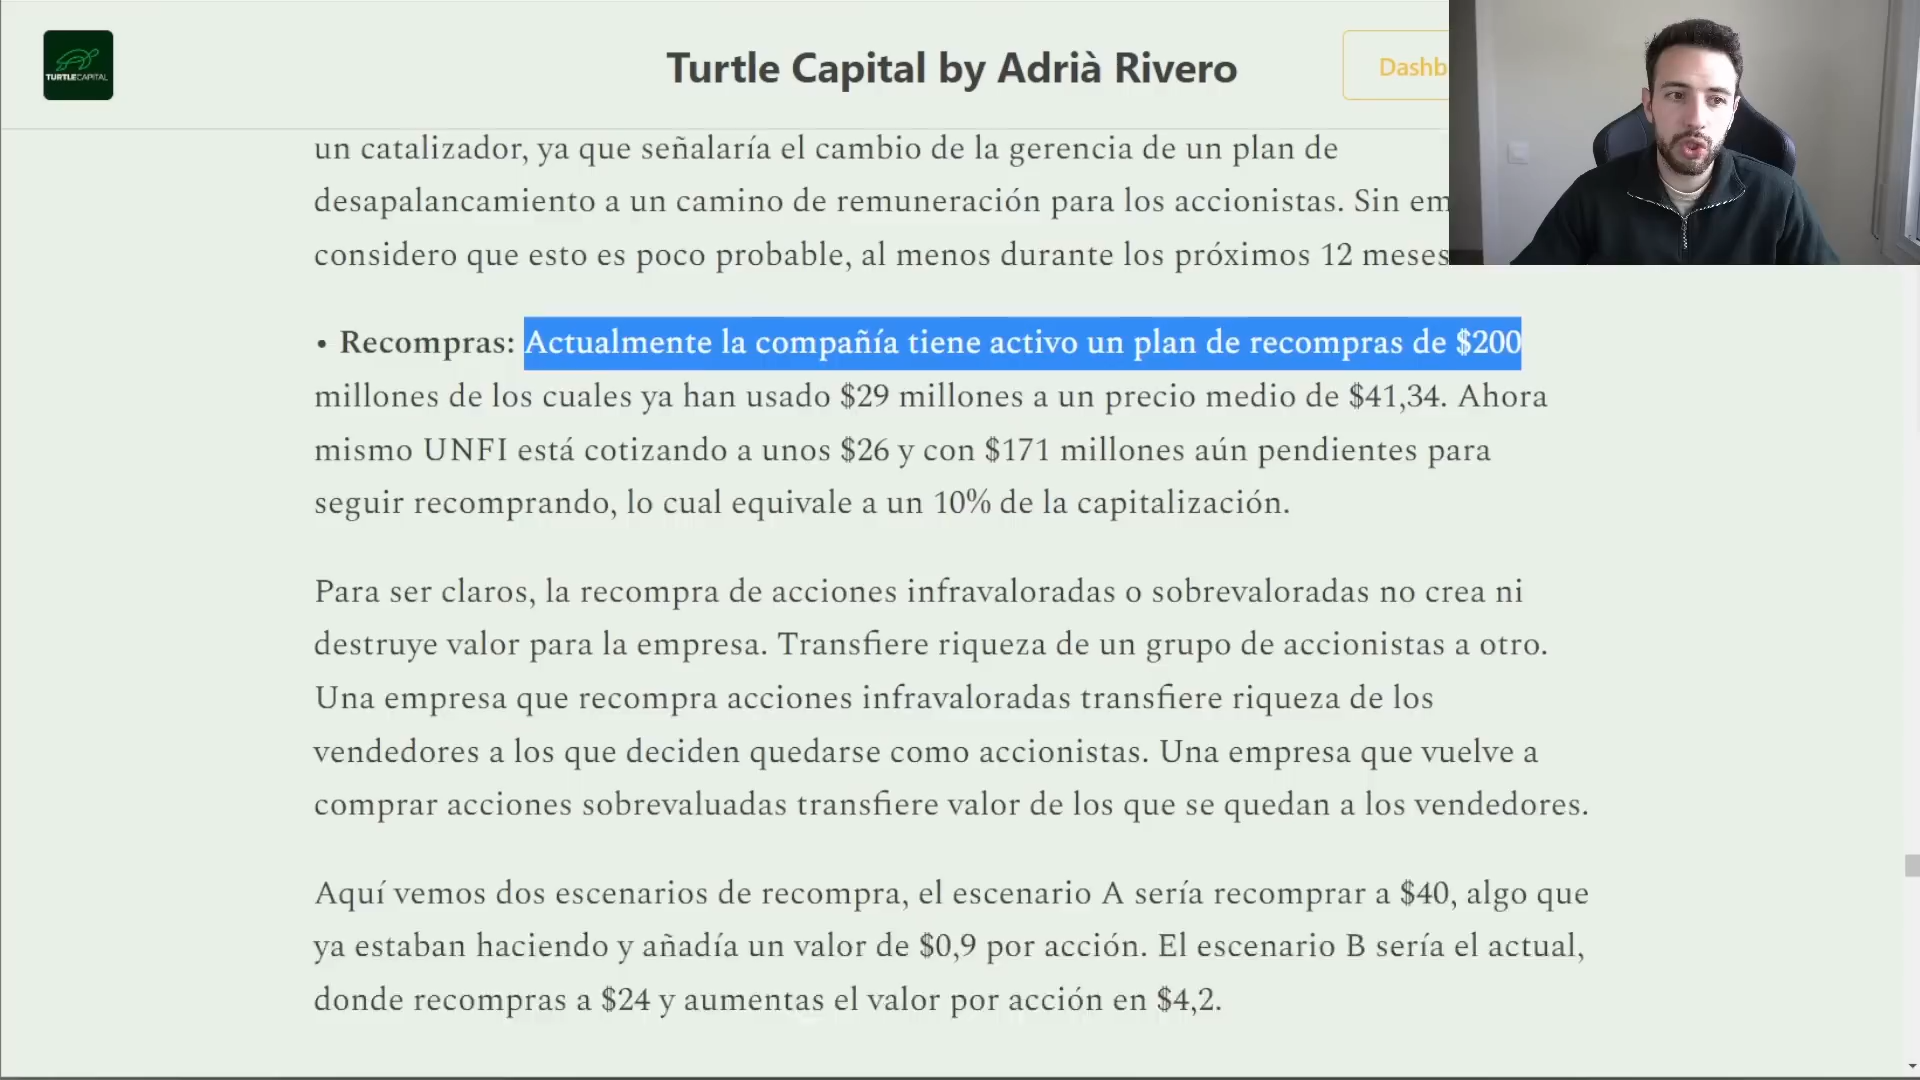 TURTLECAPITAL
Turtle Capital by Adrià Rivero
Dashb
un catalizador, ya que señalaría el cambio de la gerencia de un plan de
desapalancamiento a un camino de remuneración para los accionistas. Sin em
considero que esto es poco probable, al menos durante los próximos 12 meses
• Recompras: Actualmente la compañía tiene activo un plan de recompras de $200
millones de los cuales ya han usado $29 millones a un precio medio de $41,34. Ahora
mismo UNFI está cotizando a unos $26 y con $171 millones aún pendientes para
seguir recomprando, lo cual equivale a un 10% de la capitalización.
Para ser claros, la recompra de acciones infravaloradas o sobrevaloradas no crea ni
destruye valor para la empresa. Transfiere riqueza de un grupo de accionistas a otro.
Una empresa que recompra acciones infravaloradas transfiere riqueza de los
vendedores a los que deciden quedarse como accionistas. Una empresa que vuelve a
comprar acciones sobrevaluadas transfiere valor de los que se quedan a los vendedores.
Aquí vemos dos escenarios de recompra, el escenario A sería recomprar a $40, algo que
ya estaban haciendo y añadía un valor de $0,9 por acción. El escenario B sería el actual,
donde recompras a $24 y aumentas el valor por acción en $4,2.